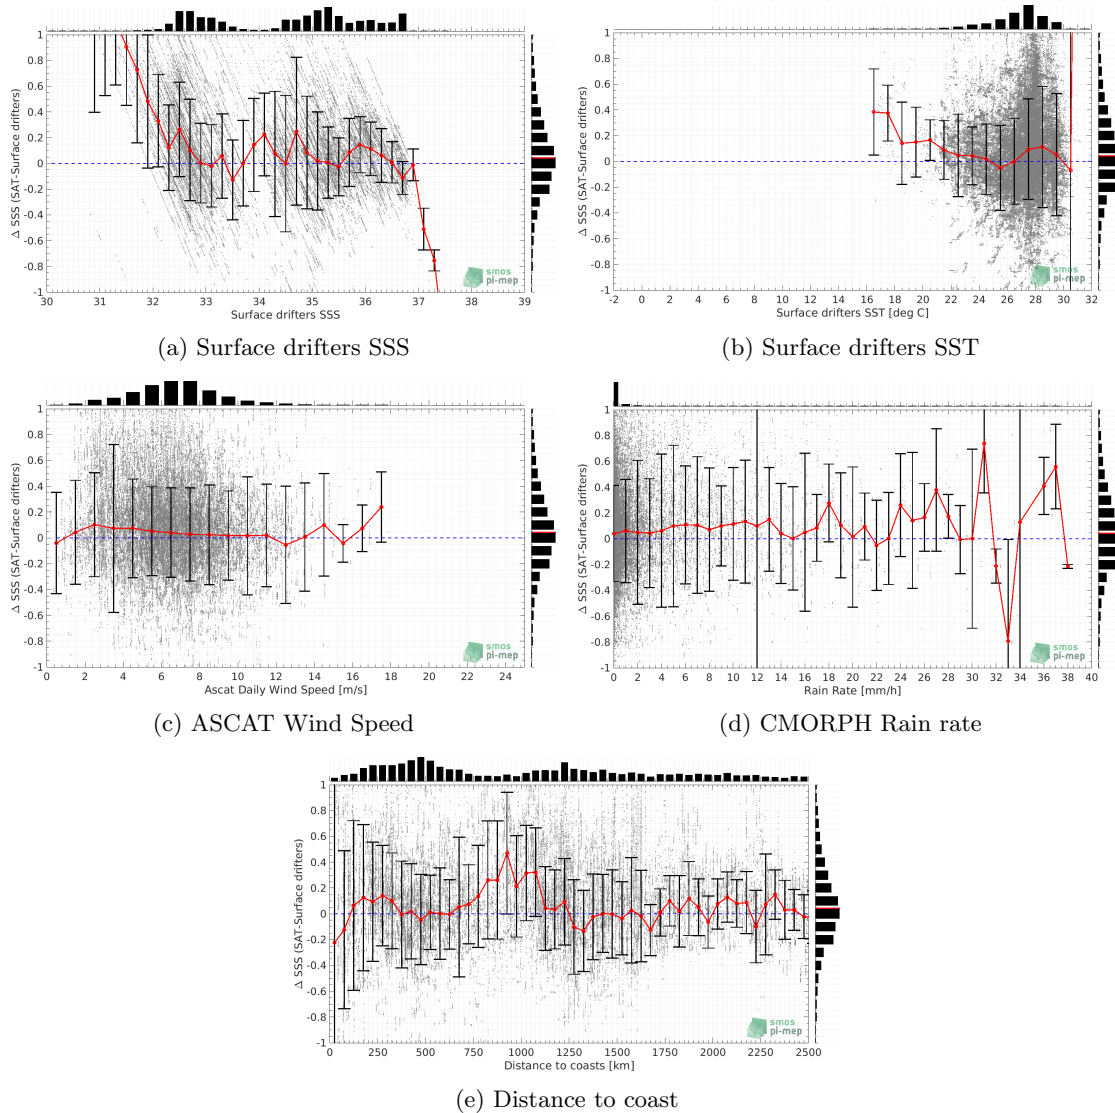 Δ SSS (SAT-Surface drifters)
1
0.8
0.6
0.4
0.2
0
-0.2
-0.4
-0.6
-0.8
-1
30 31 32 33 34 35 36 37 38 39
Surface drifters SSS
smos
pi-mep
(a) Surface drifters SSS
Δ SSS (SAT-Surface drifters)
1
0.8
0.6
0.4
0.2
0
-0.2
-0.4
-0.6
-0.8
-1
-2 0 2 4 6 8 10 12 14 16 18 20 22 24 26 28 30 32
Surface drifters SST [deg C]
smos
pi-mep
(b) Surface drifters SST
Δ SSS (SAT-Surface drifters)
1
0.8
0.6
0.4
0.2
0
-0.2
-0.4
-0.6
-0.8
-1
0 2 4 6 8 10 12 14 16 18 20 22 24
Ascat Daily Wind Speed [m/s]
smos
pi-mep
(c) ASCAT Wind Speed
Δ SSS (SAT-Surface drifters)
1
0.8
0.6
0.4
0.2
0
-0.2
-0.4
-0.6
-0.8
-1
0 2 4 6 8 10 12 14 16 18 20 22 24 26 28 30 32 34 36 38 40
Rain Rate [mm/h]
smos
pi-mep
(d) CMORPH Rain rate
Δ SSS (SAT-Surface drifters)
1
0.8
0.6
0.4
0.2
0
-0.2
-0.4
-0.6
-0.8
-1
0 250 500 750 1000 1250 1500 1750 2000 2250 2500
Distance to coasts [km]
smos
pi-mep
(e) Distance to coast